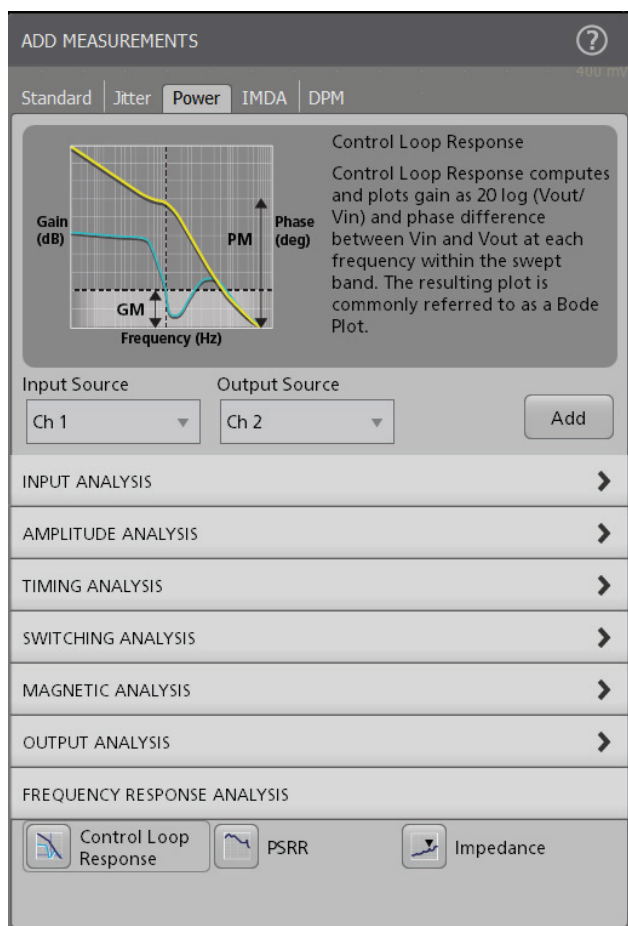 ADD MEASUREMENTS
?
400 mV
Standard Jitter Power IMDA DPM
Gain
(dB)
PM
Phase
(deg)
GM
Frequency (Hz)
Control Loop Response
Control Loop Response computes
and plots gain as 20 log (Vout/
Vin) and phase difference
between Vin and Vout at each
frequency within the swept
band. The resulting plot is
commonly referred to as a Bode
Plot.
Input Source Output Source
Ch 1 Ch 2 Add
INPUT ANALYSIS
AMPLITUDE ANALYSIS
TIMING ANALYSIS
SWITCHING ANALYSIS
MAGNETIC ANALYSIS
OUTPUT ANALYSIS
FREQUENCY RESPONSE ANALYSIS
Control Loop
Response
PSRR
Impedance